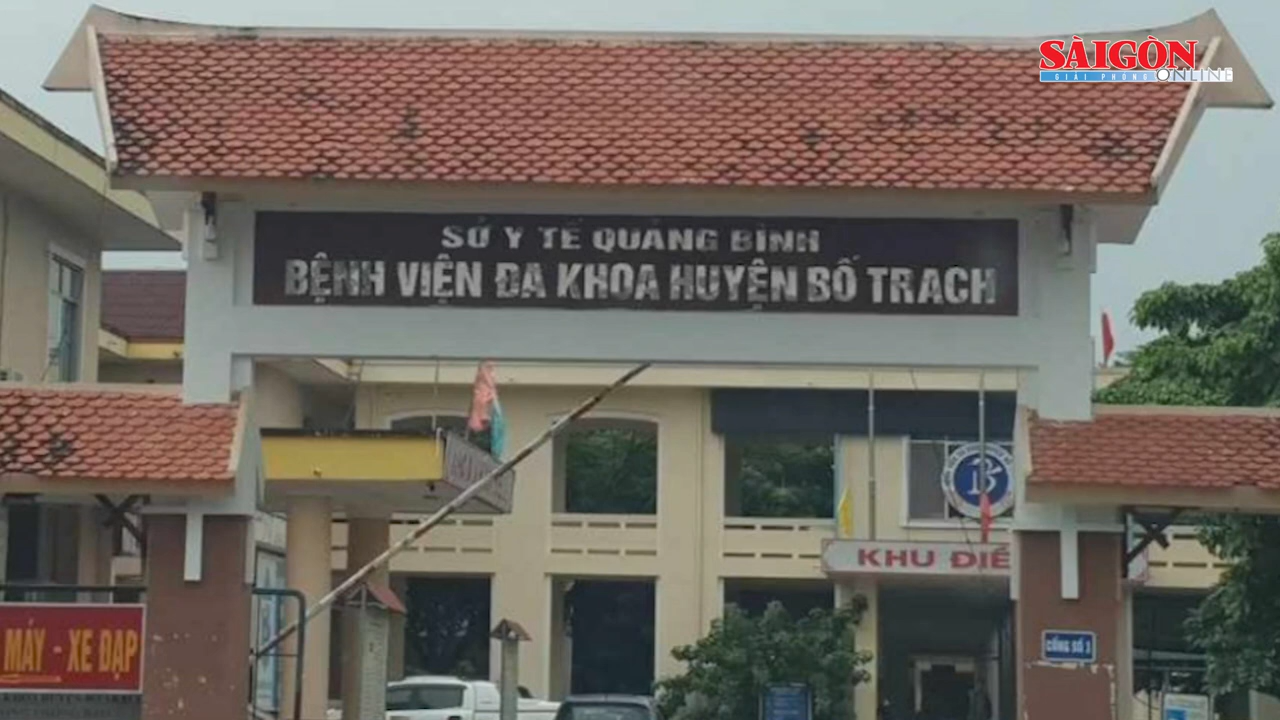 SÀIGÒN
GIẢI PHÓNG ONLINE
SỞ Y TẾ QUẢNG BÌNH
BỆNH VIỆN ĐA KHOA HUYỆN BỐ TRẠCH
B
KHU ĐIỀ
MÁY - XE ĐẠP
CỔNG SỐ 3